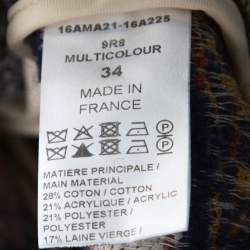 16AMA21-16A225
9R8
MULTICOLOUR
34
MADE IN
FRANCE
MATIERE PRINCIPALE /
MAIN MATERIAL
28% COTON / COTTON
21% ACRYLIQUE / ACRYLIC
21% POLYESTER /
POLYESTER
17% LAINE VIERGE /